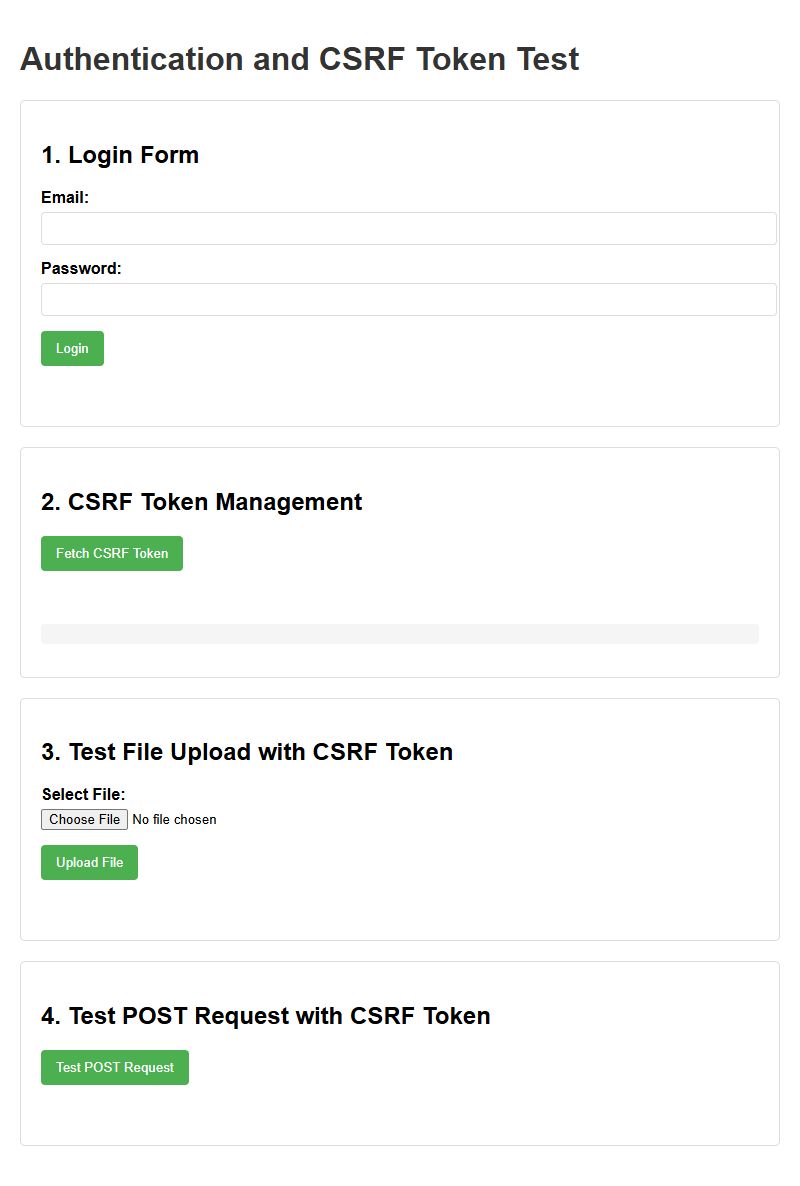 Authentication and CSRF Token Test
1. Login Form
Email:
Password:
Login
2. CSRF Token Management
Fetch CSRF Token
3. Test File Upload with CSRF Token
Select File:
Choose File No file chosen
Upload File
4. Test POST Request with CSRF Token
Test POST Request